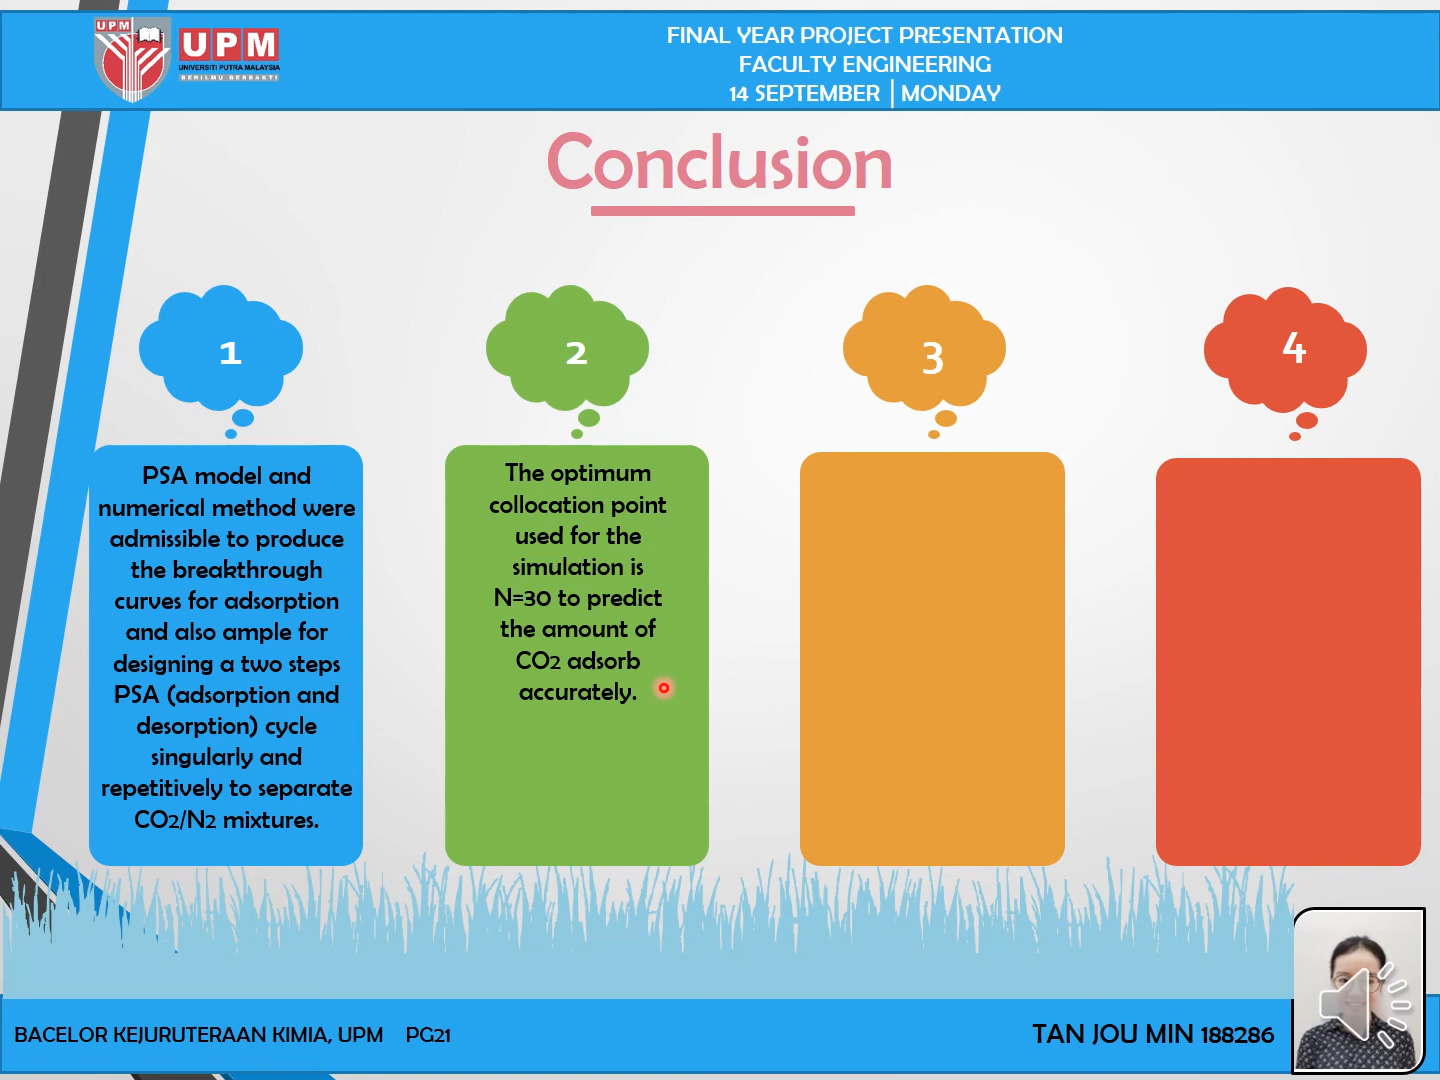 UPM
UPM
UNIVERSITI PUTRA MALAYSIA
BERILMU BERBAKTI
FINAL YEAR PROJECT PRESENTATION
FACULTY ENGINEERING
14 SEPTEMBER │MONDAY
Conclusion
1
PSA model and
numerical method were
admissible to produce
the breakthrough
curves for adsorption
and also ample for
designing a two steps
PSA (adsorption and
desorption) cycle
singularly and
repetitively to separate
CO2/N2 mixtures.
2
The optimum
collocation point
used for the
simulation is
N=30 to predict
the amount of
CO2 adsorb
accurately.
3
4
BACELOR KEJURUTERAAN KIMIA, UPM PG21
TAN JOU MIN 188286